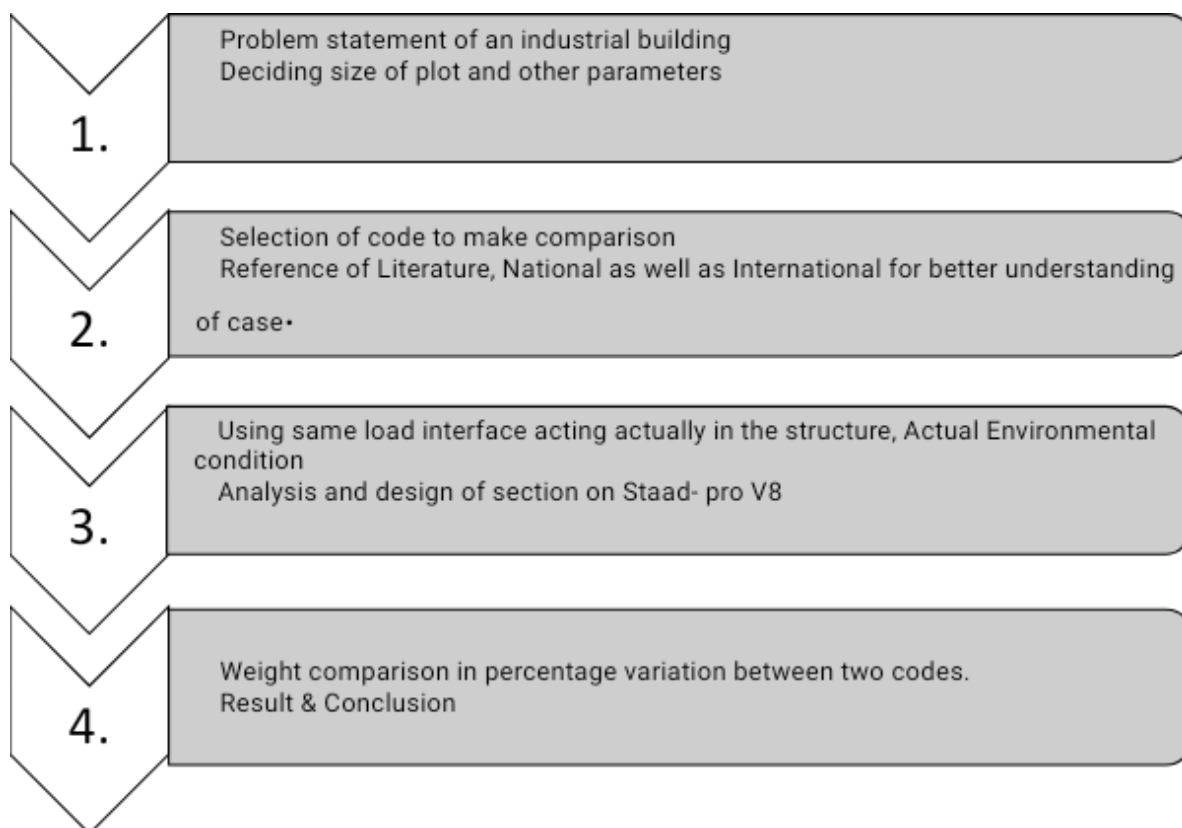 1.
Problem statement of an industrial building
Deciding size of plot and other parameters
2.
Selection of code to make comparison
Reference of Literature, National as well as International for better understanding
of case•
3.
Using same load interface acting actually in the structure, Actual Environmental
condition
Analysis and design of section on Staad- pro V8
4.
Weight comparison in percentage variation between two codes.
Result & Conclusion